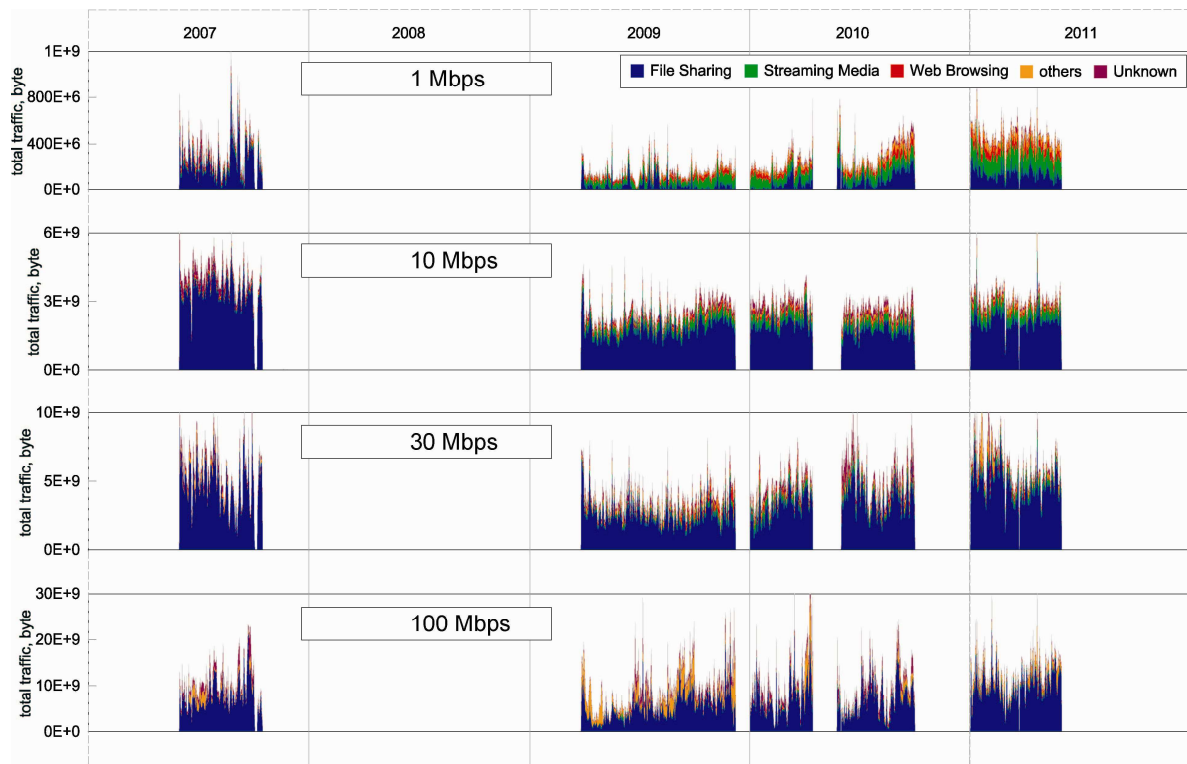 2007 2008 2009 2010 2011
File Sharing Streaming Media Web Browsing others Unknown
1 Mbps
total traffic, byte
1E+9
800E+6
400E+6
0E+0
10 Mbps
total traffic, byte
6E+9
3E+9
0E+0
30 Mbps
total traffic, byte
10E+9
5E+9
0E+0
100 Mbps
total traffic, byte
30E+9
20E+9
10E+9
0E+0